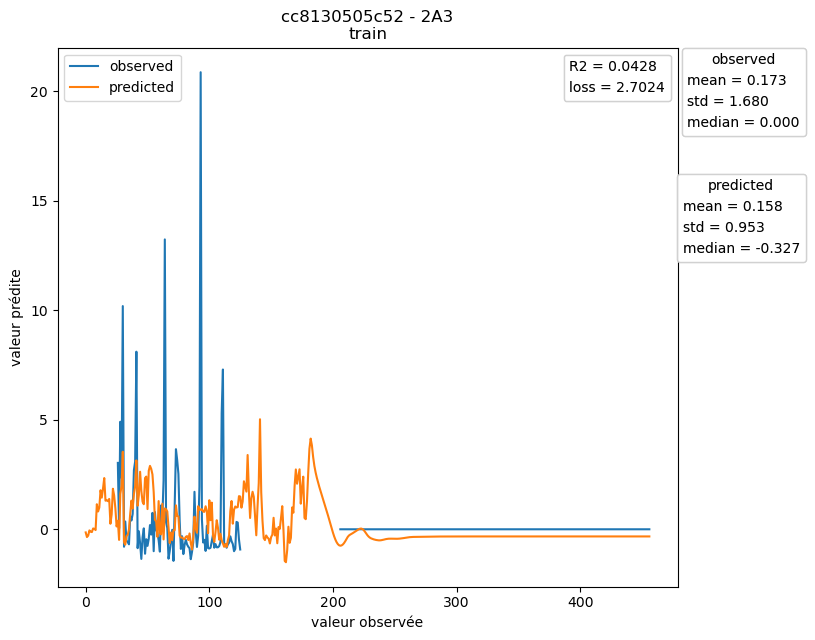 cc8130505c52 - 2A3
train
observed
predicted
R2 = 0.0428
loss = 2.7024
observed
mean = 0.173
std = 1.680
median = 0.000
predicted
mean = 0.158
std = 0.953
median = -0.327
valeur prédite
20
15
10
5
0
0
100
200
300
400
valeur observée